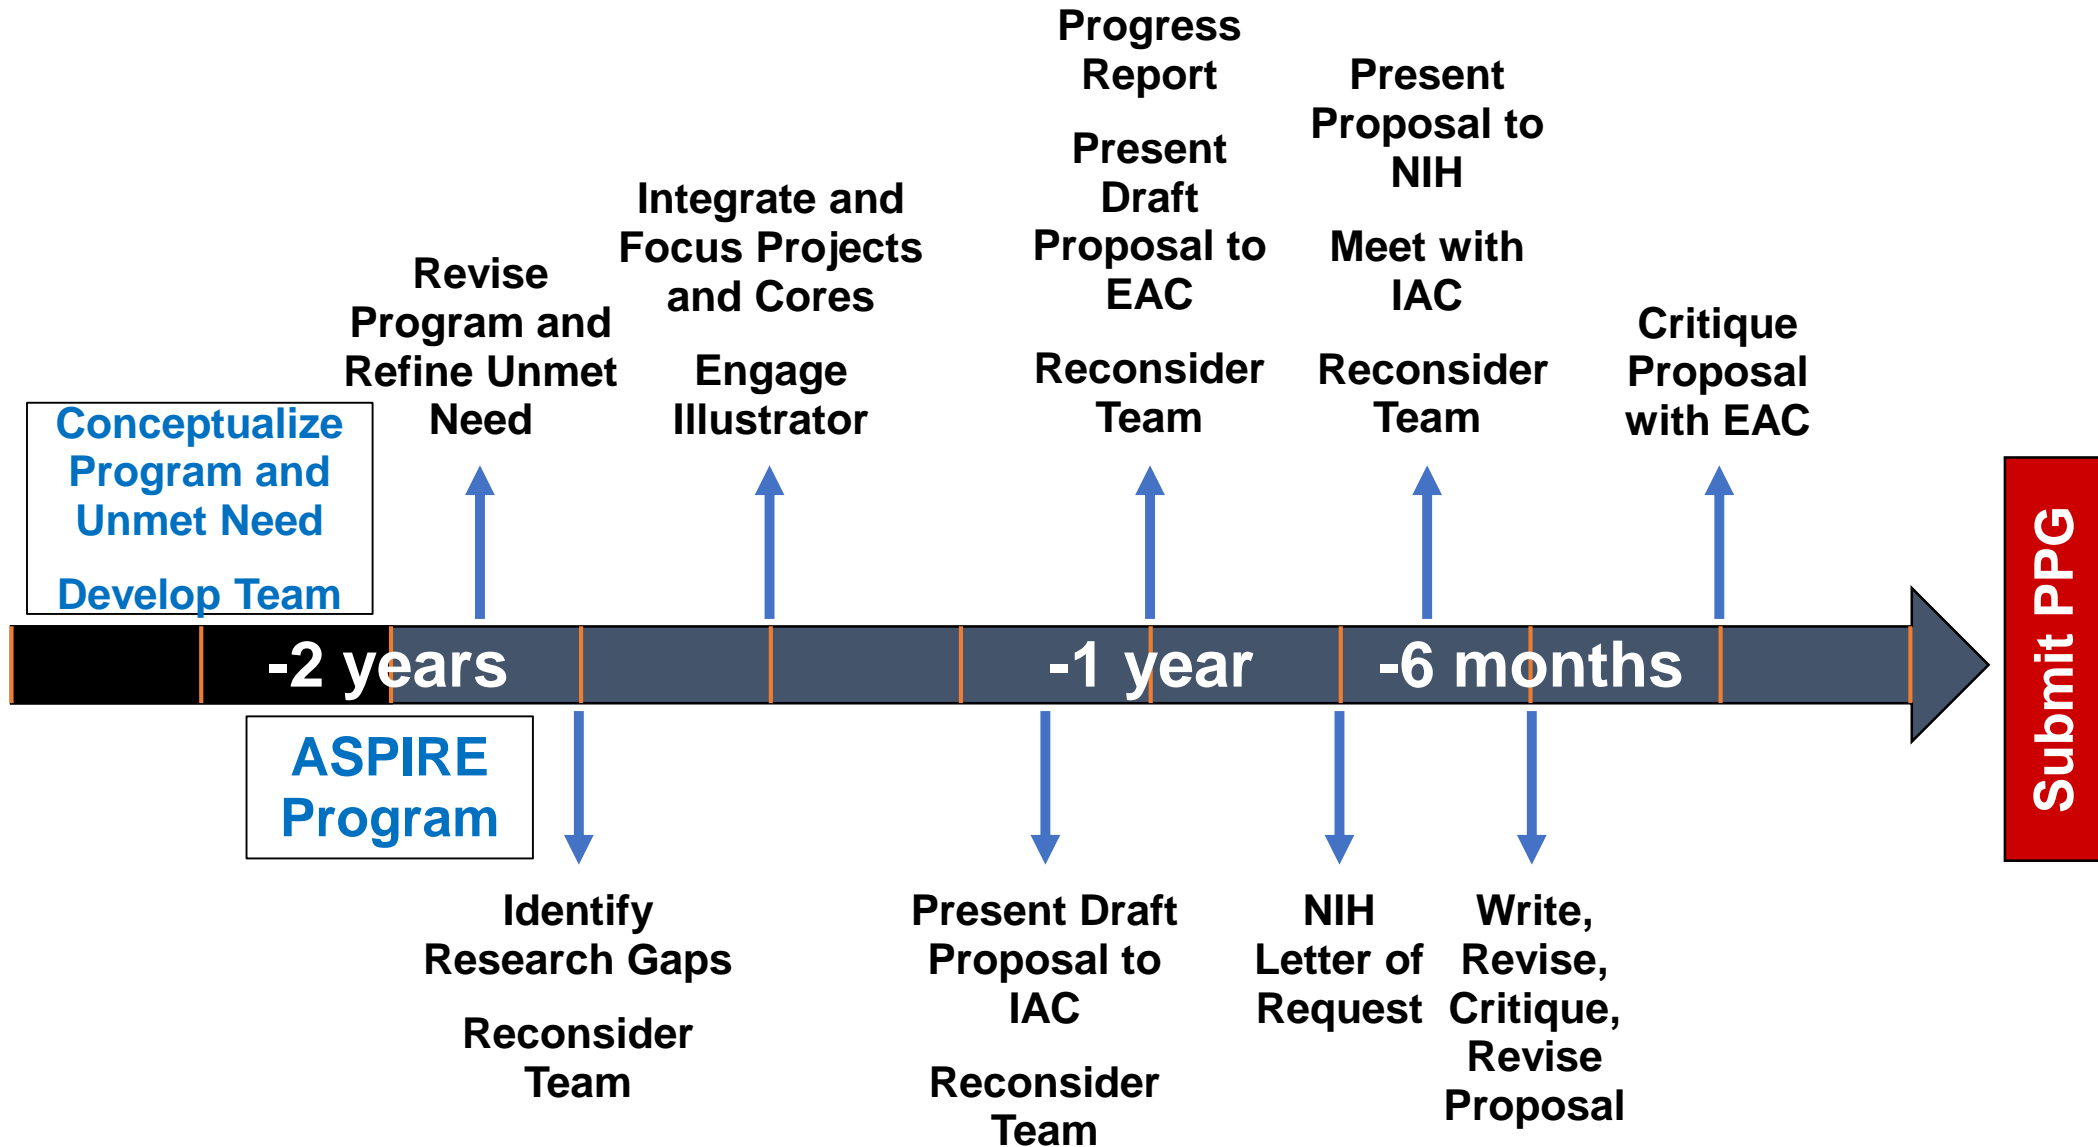 Conceptualize
Program and
Unmet Need
Develop Team
Revise
Program and
Refine Unmet
Need
Integrate and
Focus Projects
and Cores
Engage
Illustrator
Progress
Report
Present
Draft
Proposal to
EAC
Reconsider
Team
Present
Proposal to
NIH
Meet with
IAC
Reconsider
Team
Critique
Proposal
with EAC
-2 years
-1 year
-6 months
Submit PPG
ASPIRE
Program
Identify
Research Gaps
Reconsider
Team
Present Draft
Proposal to
IAC
Reconsider
Team
NIH
Letter of
Request
Write,
Revise,
Critique,
Revise
Proposal